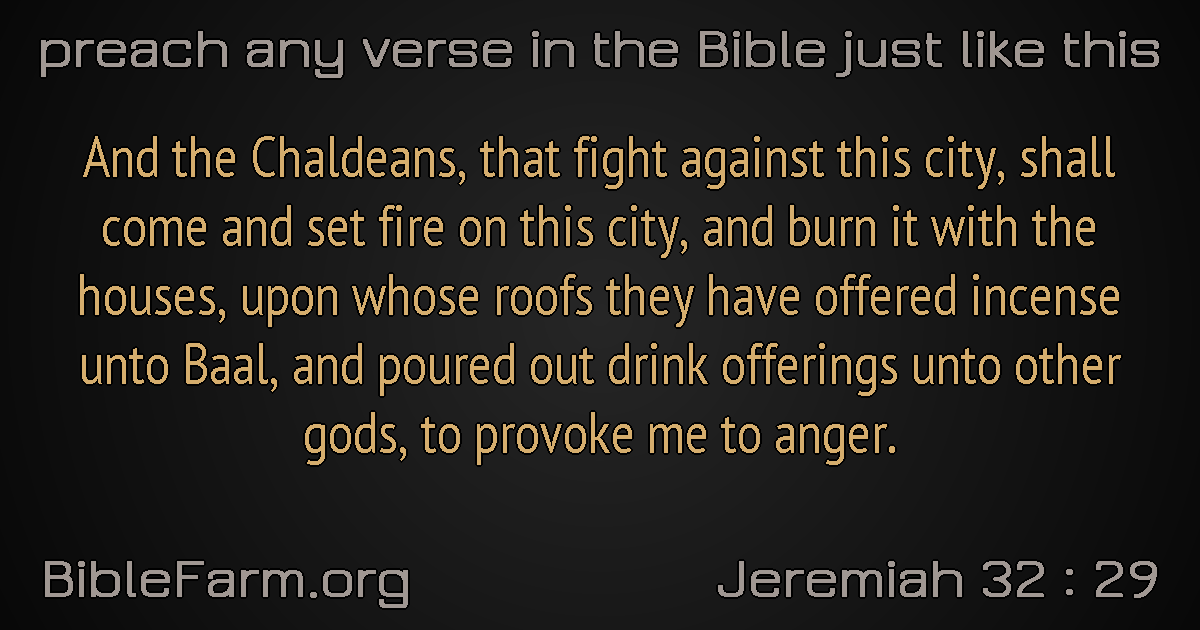 preach any verse in the Bible just like this
And the Chaldeans, that fight against this city, shall
come and set fire on this city, and burn it with the
houses, upon whose roofs they have offered incense
unto Baal, and poured out drink offerings unto other
gods, to provoke me to anger.
BibleFarm.org
Jeremiah 32 : 29